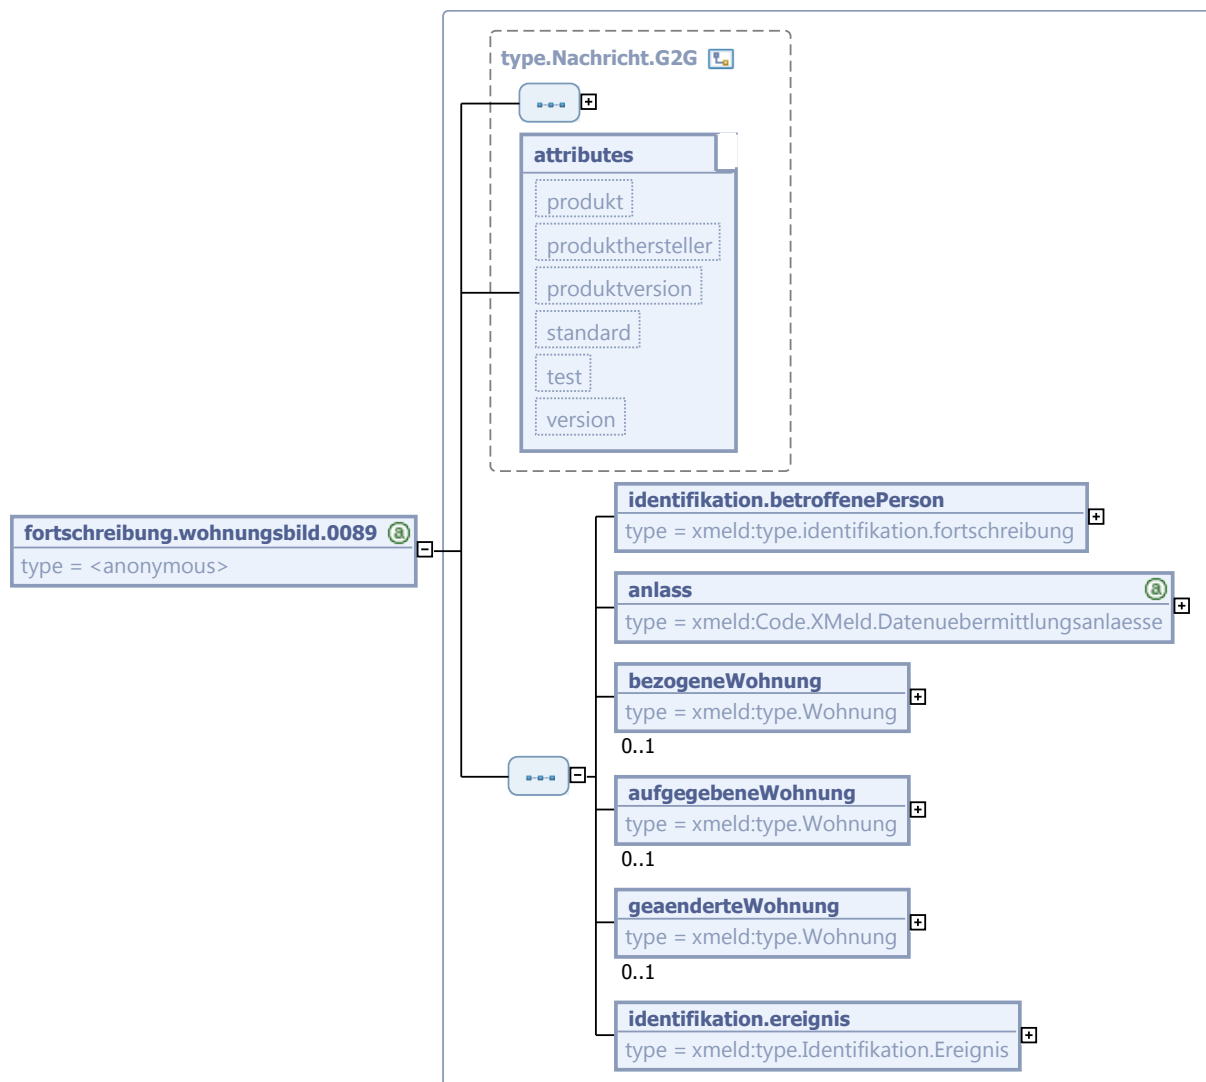 type.Nachricht.G2G
attributes
produkt
produkthersteller
produktversion
standard
test
version
fortschreibung.wohnungsbild.0089 a
type = <anonymous>
identifikation.betroffenePerson
type = xmeld:type.identifikation.fortschreibung
anlass a
type = xmeld:Code.XMeld.Datenuebermittlungsanlaesse
bezogeneWohnung
type = xmeld:type.Wohnung
0..1
aufgegebeneWohnung
type = xmeld:type.Wohnung
0..1
geaenderteWohnung
type = xmeld:type.Wohnung
0..1
identifikation.ereignis
type = xmeld:type.Identifikation.Ereignis